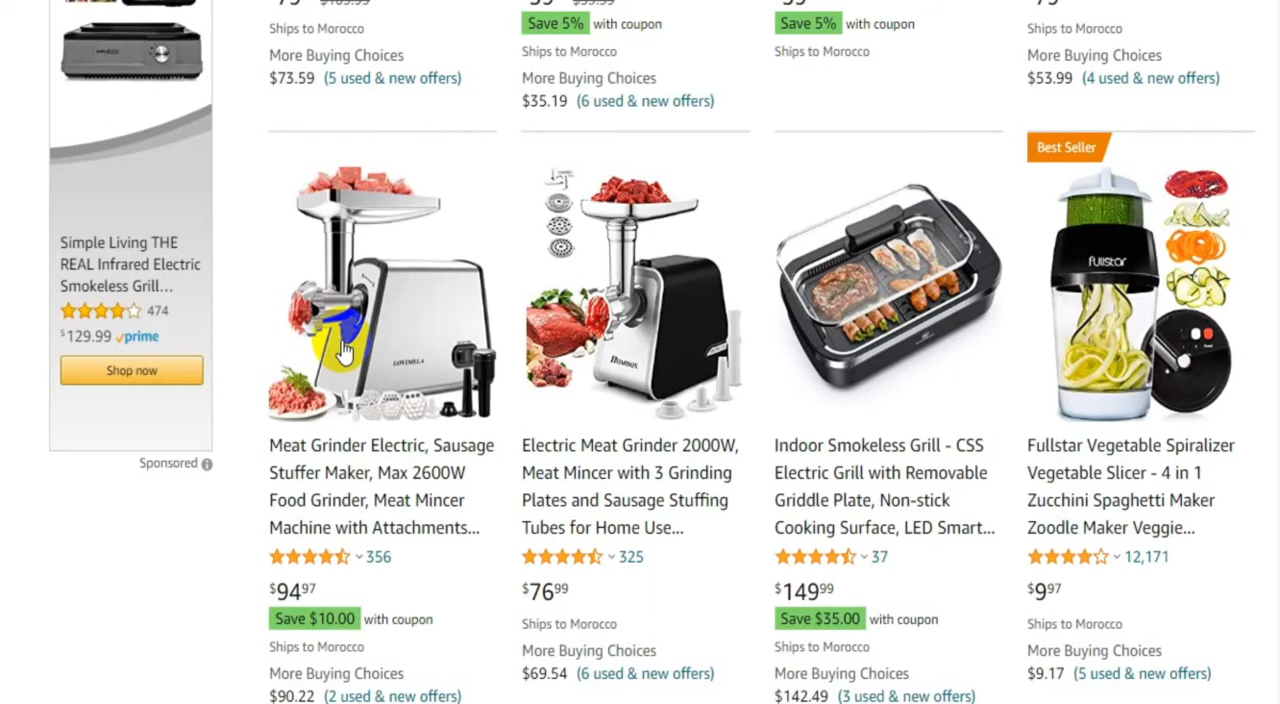 Ships to Morocco
More Buying Choices
$73.59 (5 used & new offers)
Save 5% with coupon
Ships to Morocco
More Buying Choices
$35.19 (6 used & new offers)
Save 5% with coupon
Ships to Morocco
Ships to Morocco
More Buying Choices
$53.99 (4 used & new offers)
Simple Living THE
REAL Infrared Electric
Smokeless Grill...
474
$129.99 prime
Shop now
Sponsored
LOVIMELA
Meat Grinder Electric, Sausage
Stuffer Maker, Max 2600W
Food Grinder, Meat Mincer
Machine with Attachments...
356
$94.97
Save $10.00 with coupon
Ships to Morocco
More Buying Choices
$90.22 (2 used & new offers)
Electric Meat Grinder 2000W,
Meat Mincer with 3 Grinding
Plates and Sausage Stuffing
Tubes for Home Use...
325
$76.99
Ships to Morocco
More Buying Choices
$69.54 (6 used & new offers)
Indoor Smokeless Grill - CSS
Electric Grill with Removable
Griddle Plate, Non-stick
Cooking Surface, LED Smart...
37
$149.99
Save $35.00 with coupon
Ships to Morocco
More Buying Choices
$142.49 (3 used & new offers)
Best Seller
fullstar
Fullstar Vegetable Spiralizer
Vegetable Slicer - 4 in 1
Zucchini Spaghetti Maker
Zoodle Maker Veggie...
12,171
$9.97
Ships to Morocco
More Buying Choices
$9.17 (5 used & new offers)